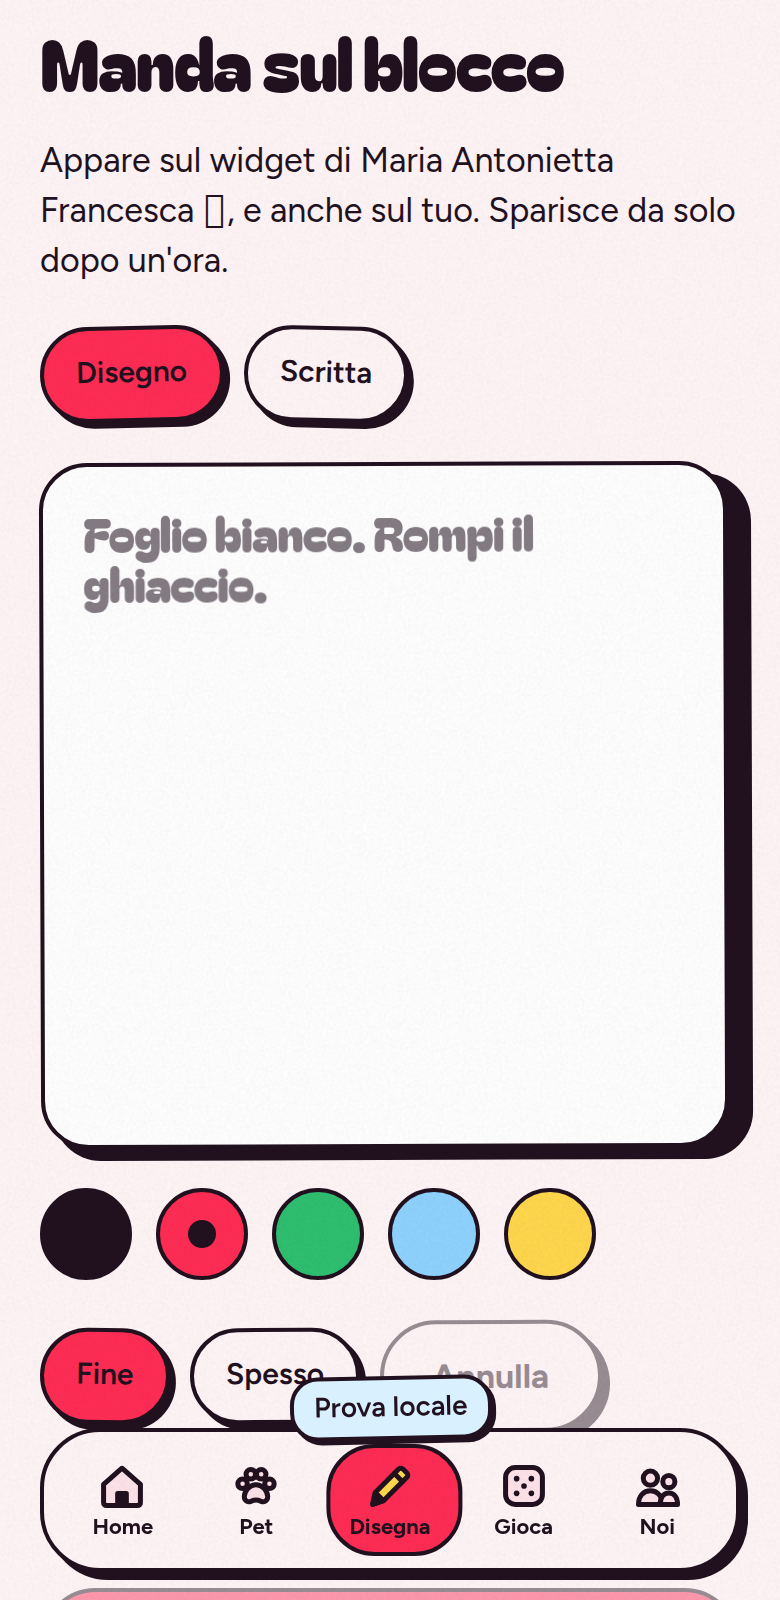 Manda sul blocco
Appare sul widget di Maria Antonietta
Francesca , e anche sul tuo. Sparisce da solo
dopo un'ora.
Disegno
Scritta
Foglio bianco. Rompi il
ghiaccio.
Fine
Spesso
Annulla
Prova locale
Home
Pet
Disegna
Gioca
Noi